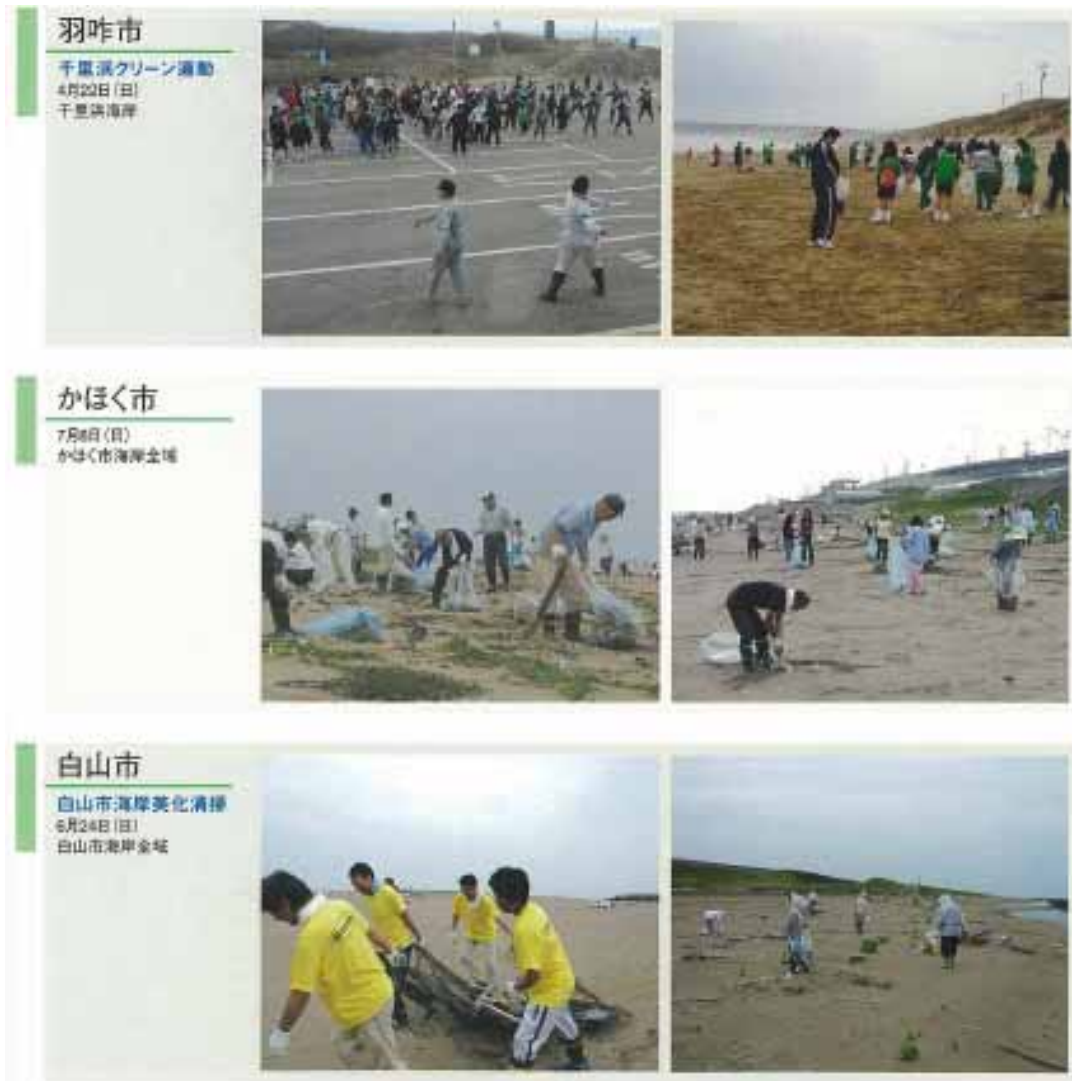 羽咋市
千里浜クリーン運動
4月22日(日)
千里浜海岸
かほく市
7月8日(日)
かほく市海岸全域
白山市
白山市海岸美化清掃
6月24日(日)
白山市海岸全域